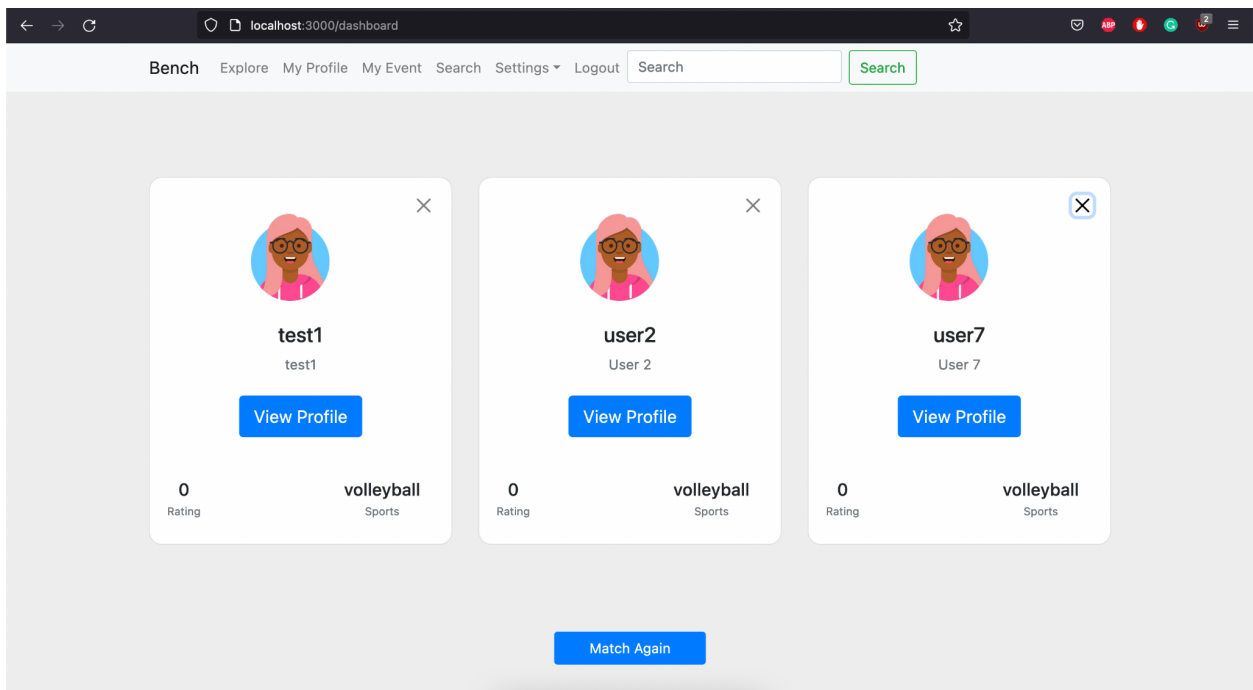 localhost:3000/dashboard
ABP
2
Bench Explore My Profile My Event Search Settings Logout Search Search
test1 user2 user7
test1 User 2 User 7
View Profile View Profile View Profile
0 volleyball 0 volleyball 0 volleyball
Rating Sports Rating Sports Rating Sports
Match Again